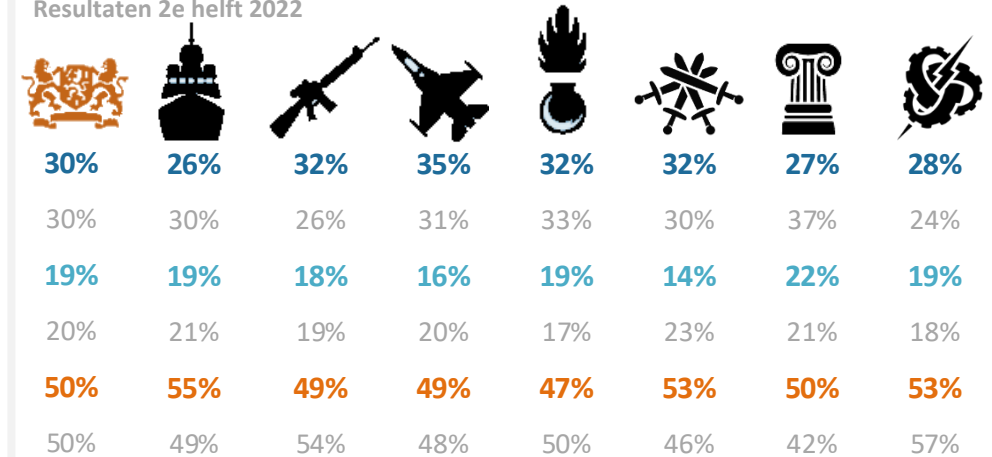 Resultaten 2e helft 2022
30% 26% 32% 35% 32% 32% 27% 28%
30% 30% 26% 31% 33% 30% 37% 24%
19% 19% 18% 16% 19% 14% 22% 19%
20% 21% 19% 20% 17% 23% 21% 18%
50% 55% 49% 49% 47% 53% 50% 53%
50% 49% 54% 48% 50% 46% 42% 57%